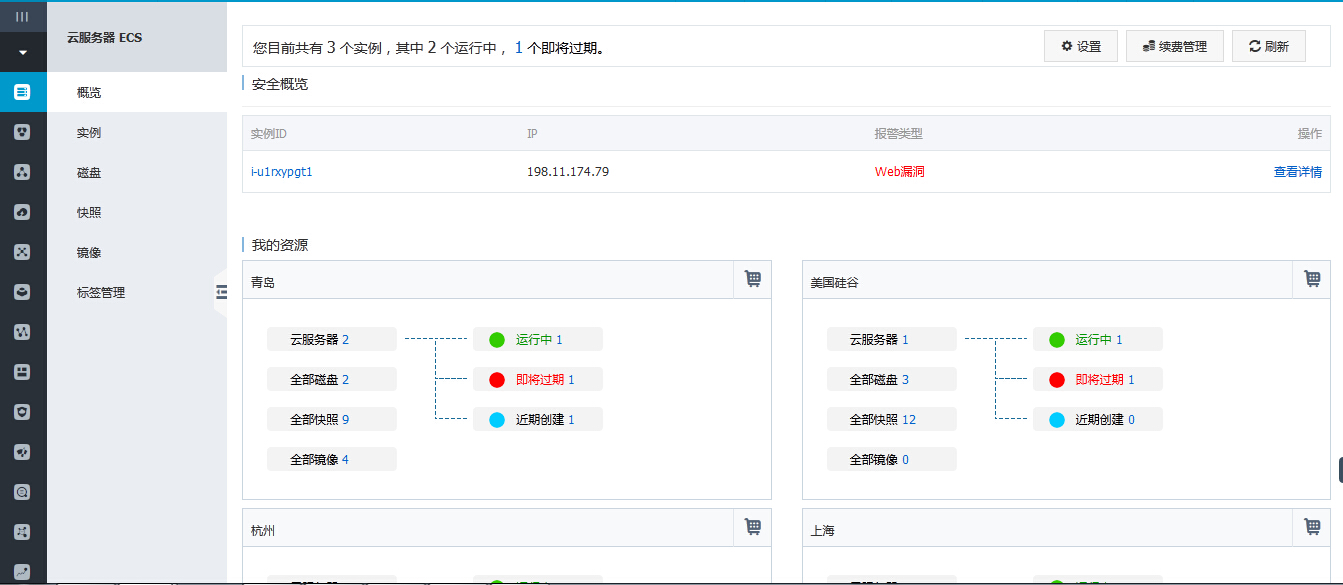 云服务器 ECS
概览
实例
磁盘
快照
镜像
标签管理
您目前共有 3 个实例，其中 2 个运行中， 1 个即将过期。
设置
续费管理
刷新
安全概览
实例ID IP 报警类型 操作
i-u1rxypgt1 198.11.174.79 Web漏洞 查看详情
我的资源
青岛
云服务器 2 运行中 1
全部磁盘 2 即将过期 1
全部快照 9 近期创建 1
全部镜像 4
美国硅谷
云服务器 1 运行中 1
全部磁盘 3 即将过期 1
全部快照 12 近期创建 0
全部镜像 0
杭州
上海